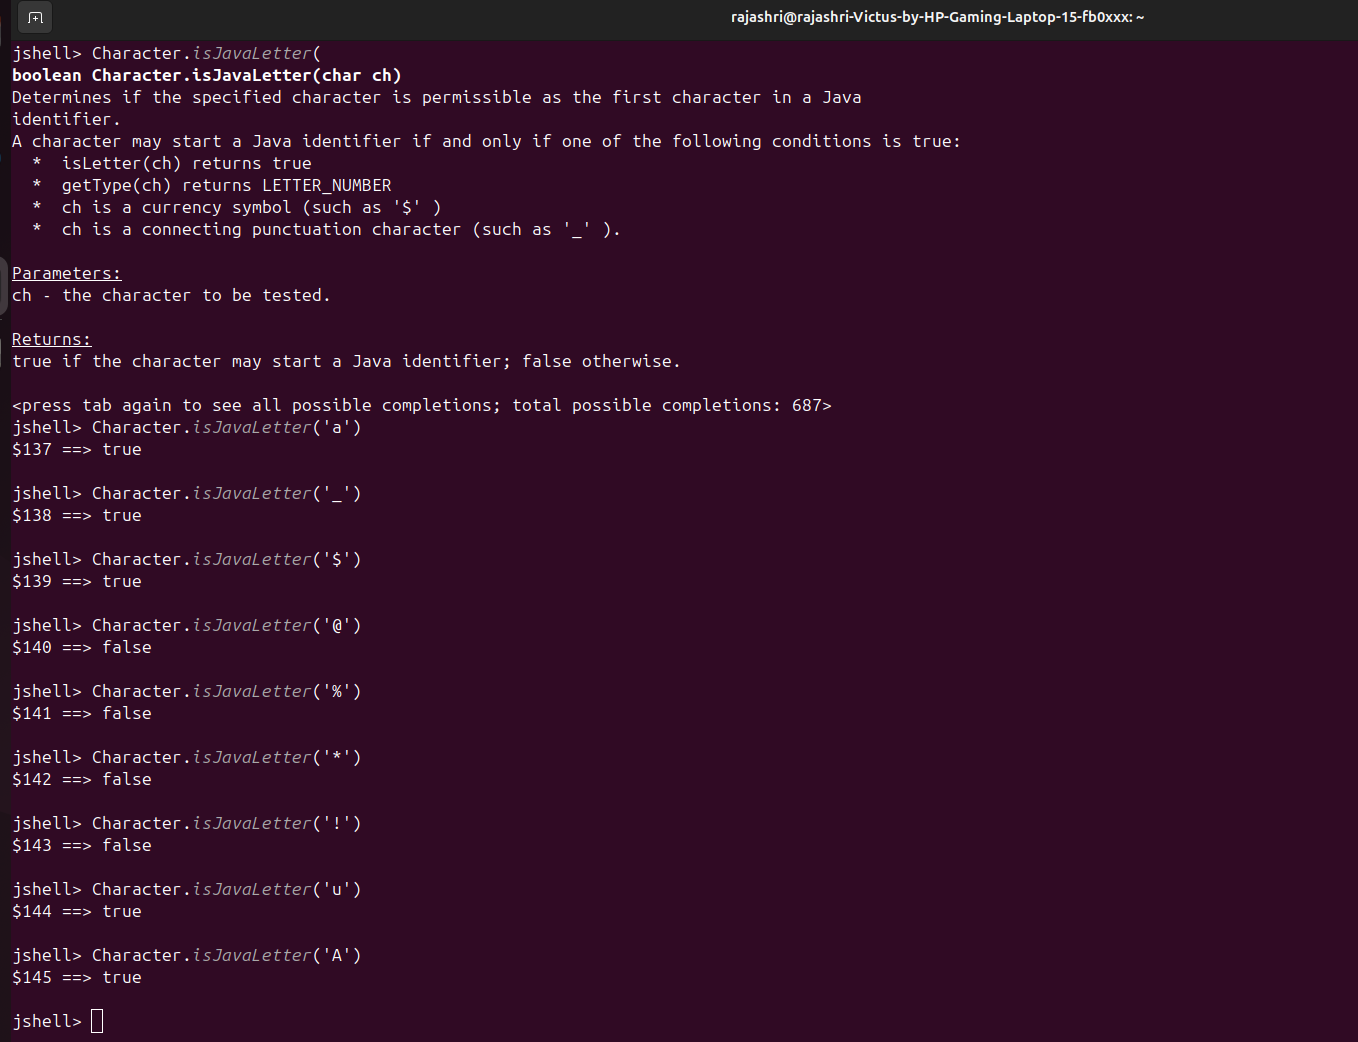 rajashri@rajashri-Victus-by-HP-Gaming-Laptop-15-fb0xxx: ~
jshell> Character.isJavaLetter(
boolean Character.isJavaLetter(char ch)
Determines if the specified character is permissible as the first character in a Java
identifier.
A character may start a Java identifier if and only if one of the following conditions is true:
  *  isLetter(ch) returns true
  *  getType(ch) returns LETTER_NUMBER
  *  ch is a currency symbol (such as '$' )
  *  ch is a connecting punctuation character (such as '_' ).
Parameters:
ch - the character to be tested.
Returns:
true if the character may start a Java identifier; false otherwise.
<press tab again to see all possible completions; total possible completions: 687>
jshell> Character.isJavaLetter('a')
$137 ==> true
jshell> Character.isJavaLetter('_')
$138 ==> true
jshell> Character.isJavaLetter('$')
$139 ==> true
jshell> Character.isJavaLetter('@')
$140 ==> false
jshell> Character.isJavaLetter('%')
$141 ==> false
jshell> Character.isJavaLetter('*')
$142 ==> false
jshell> Character.isJavaLetter('!')
$143 ==> false
jshell> Character.isJavaLetter('u')
$144 ==> true
jshell> Character.isJavaLetter('A')
$145 ==> true
jshell>